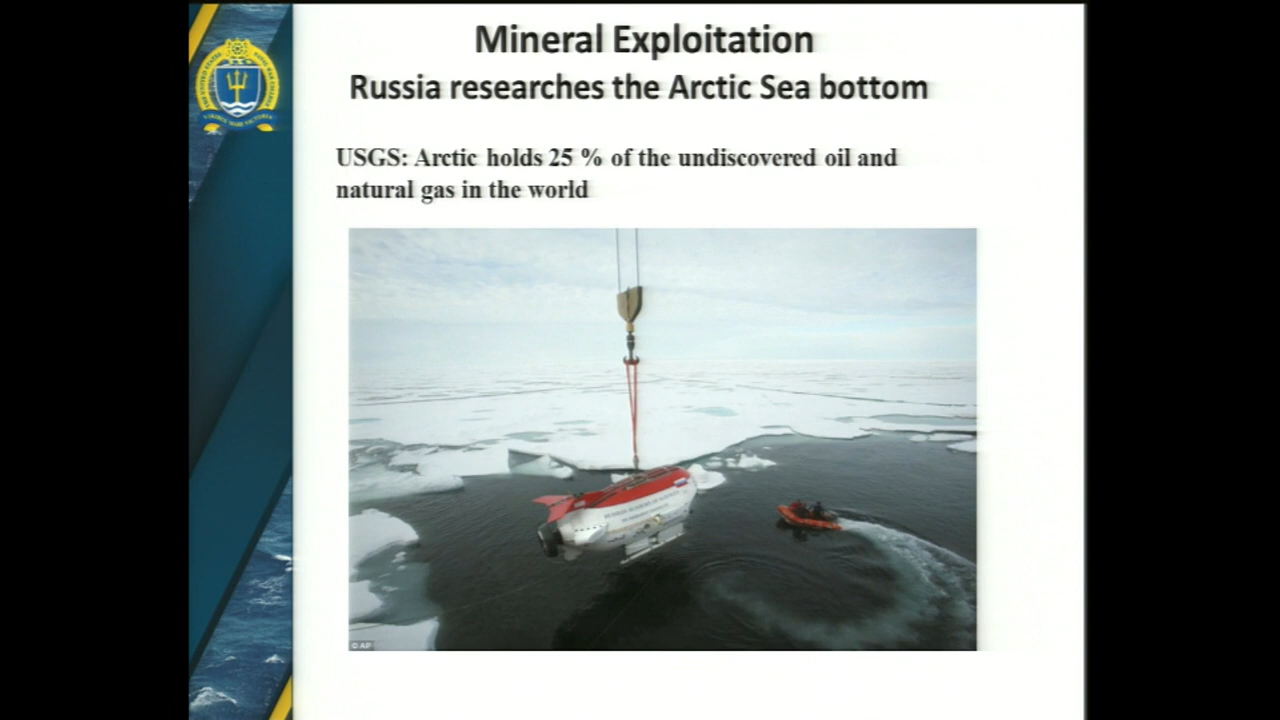 Mineral Exploitation
Russia researches the Arctic Sea bottom
USGS: Arctic holds 25 % of the undiscovered oil and
natural gas in the world
© AP